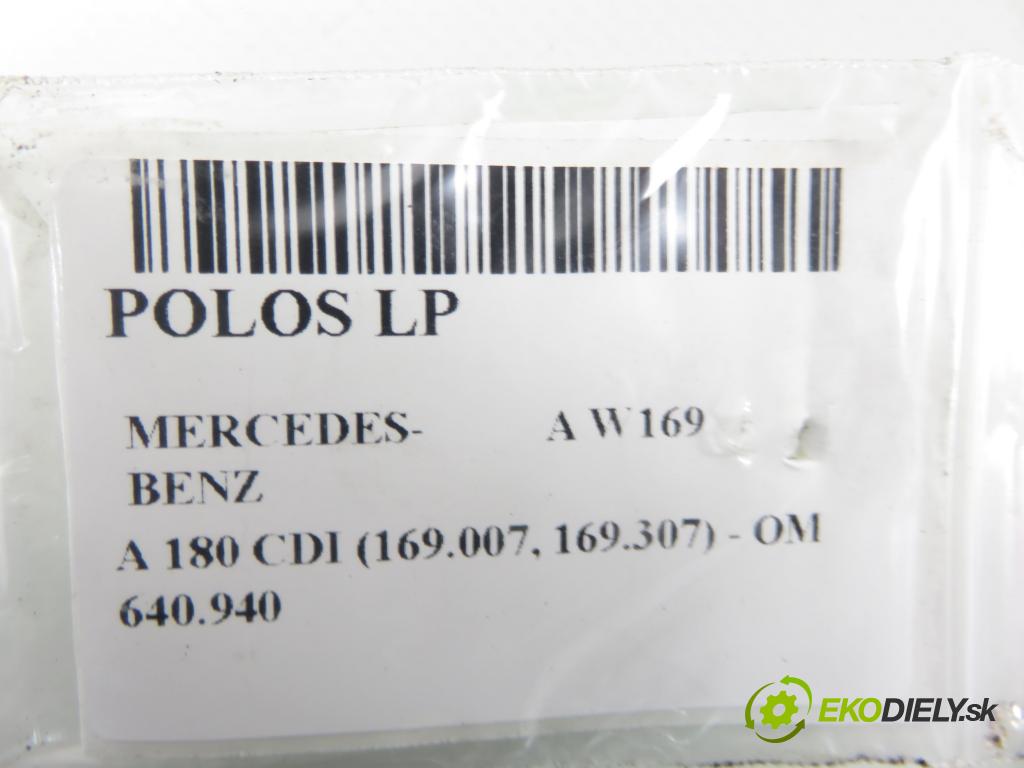 POLOS LP
MERCEDES- A W169
BENZ
A 180 CDI (169.007, 169.307) - OM
640.940
EKODIELY.sk